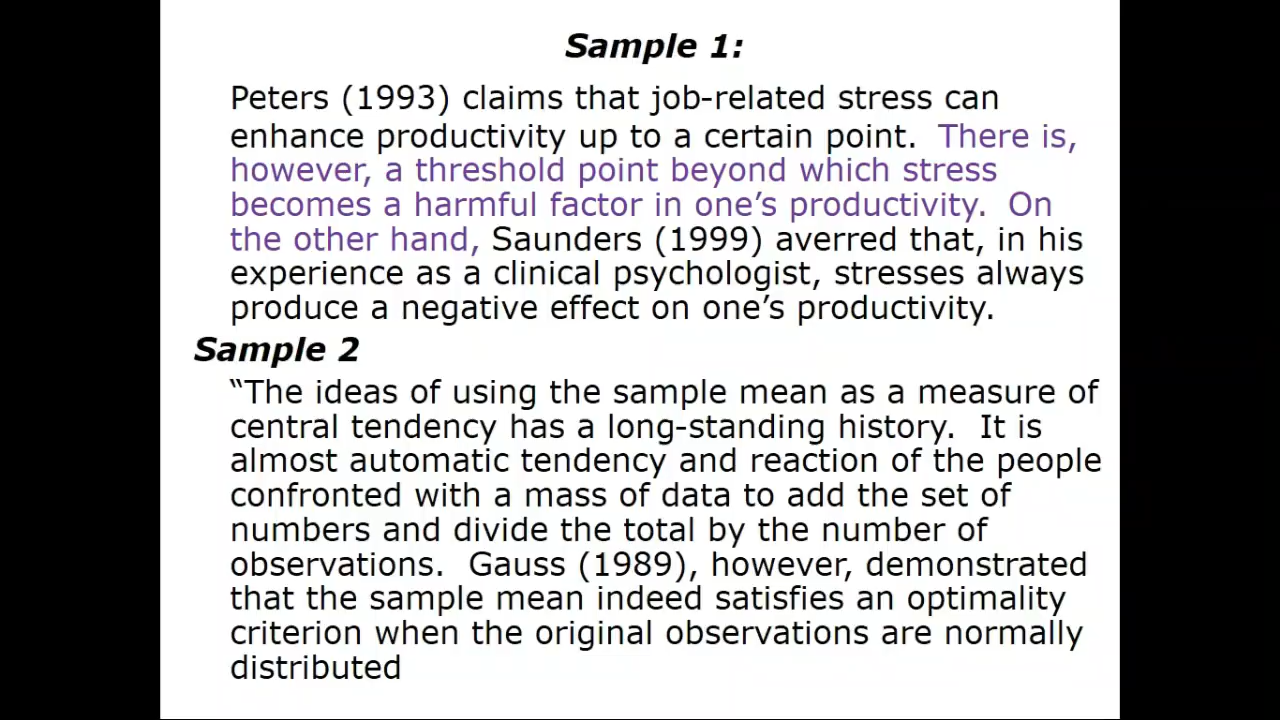 Sample 1:
Peters (1993) claims that job-related stress can
enhance productivity up to a certain point.  There is,
however, a threshold point beyond which stress
becomes a harmful factor in one’s productivity.  On
the other hand, Saunders (1999) averred that, in his
experience as a clinical psychologist, stresses always
produce a negative effect on one’s productivity.
Sample 2
“The ideas of using the sample mean as a measure of
central tendency has a long-standing history.  It is
almost automatic tendency and reaction of the people
confronted with a mass of data to add the set of
numbers and divide the total by the number of
observations.  Gauss (1989), however, demonstrated
that the sample mean indeed satisfies an optimality
criterion when the original observations are normally
distributed